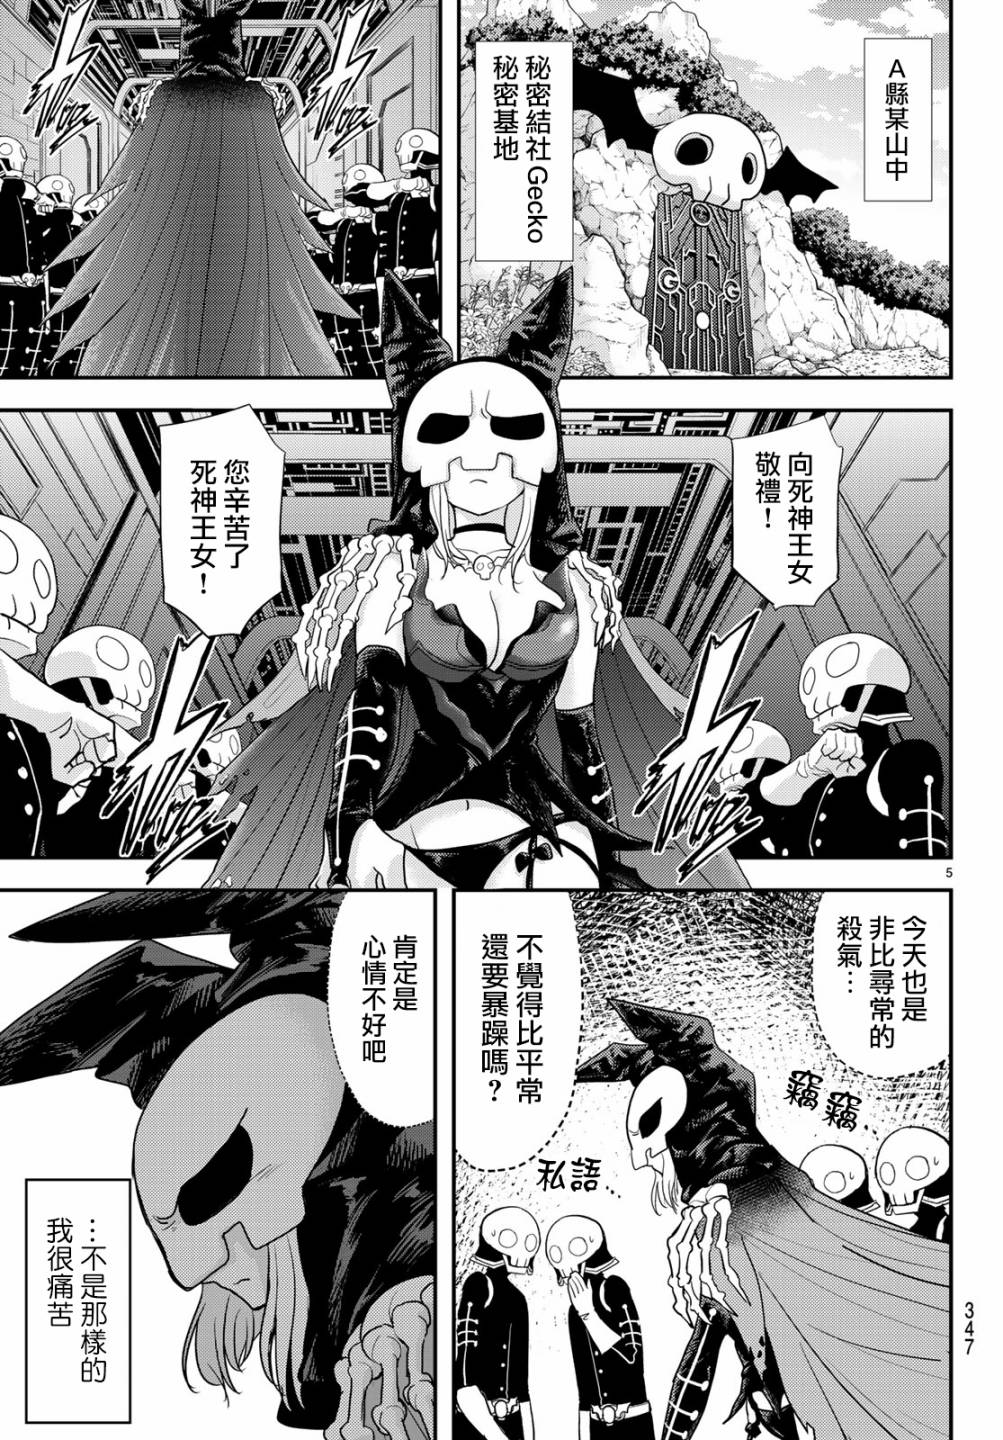 A縣某山中
秘密結社Gecko
秘密基地
向死神王女
敬禮！
您辛苦了
死神王女！
5
今天也是
非比尋常的
殺氣…
竊竊…
不覺得比平常
還要暴躁嗎？
私語…
肯定是
心情不好吧
…不是那樣的
我很痛苦
347